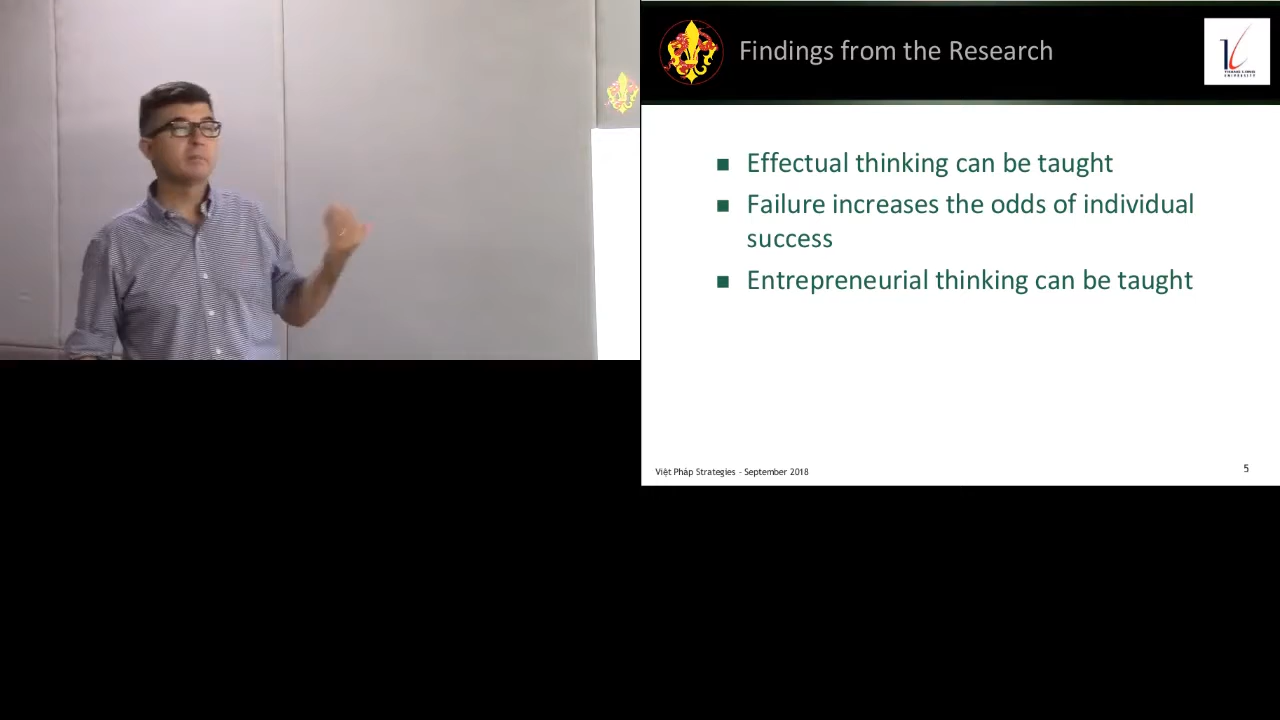 Findings from the Research
■ Effectual thinking can be taught
■ Failure increases the odds of individual
success
■ Entrepreneurial thinking can be taught
Việt Pháp Strategies - September 2018
5